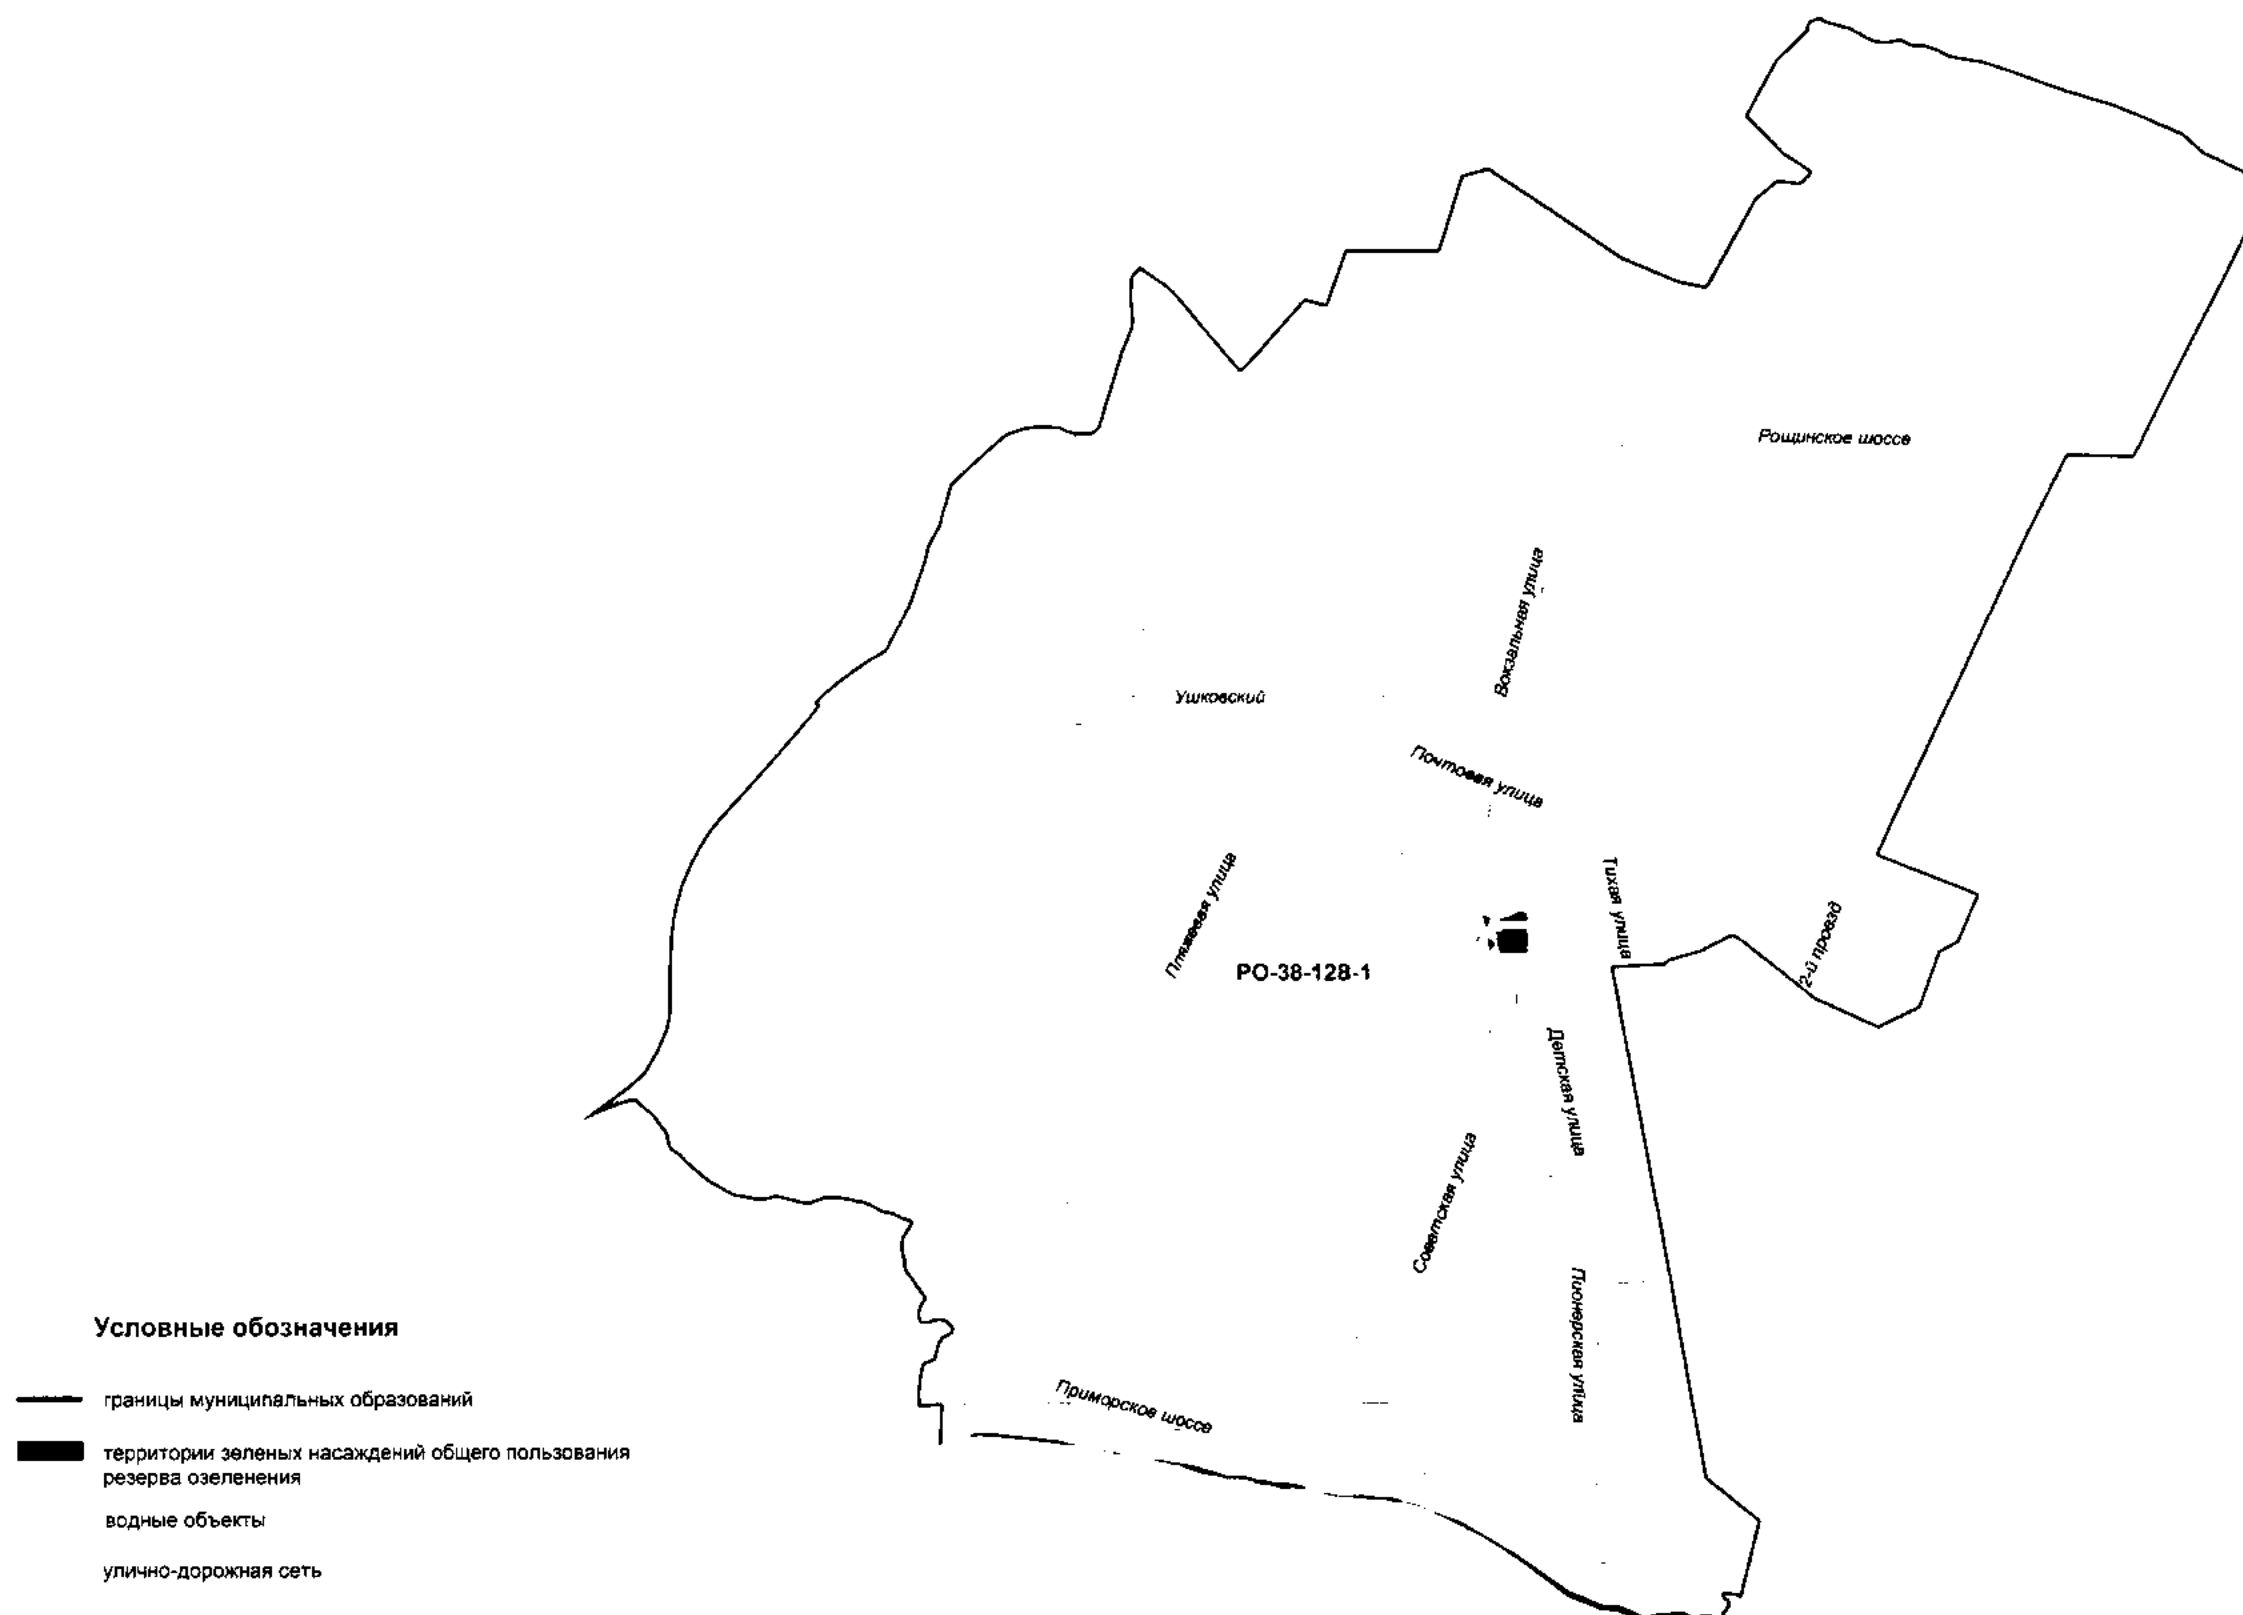 Рощинское шоссе
Вокзальная улица
Ушковский
Почтовая улица
Пляжевая улица
Тихая улица
2-й проезд
РО-38-128-1
Детская улица
Советская улица
Пионерская улица
Приморское шоссе
Условные обозначения
границы муниципальных образований
территории зеленых насаждений общего пользования
резерва озеленения
водные объекты
улично-дорожная сеть